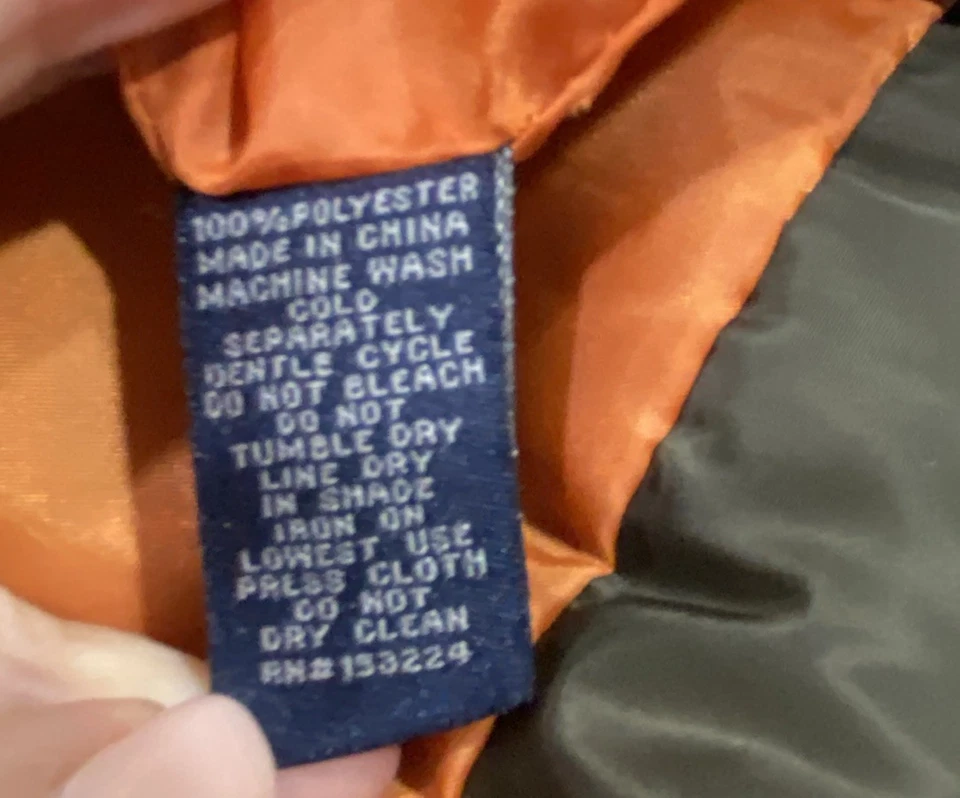 100% POLYESTER
MADE IN CHINA
MACHINE WASH
COLD
SEPARATELY
GENTLE CYCLE
DO NOT BLEACH
DO NOT
TUMBLE DRY
LINE DRY
IN SHADE
IRON ON
LOWEST USE
PRESS CLOTH
DO NOT
DRY CLEAN
RN#153224